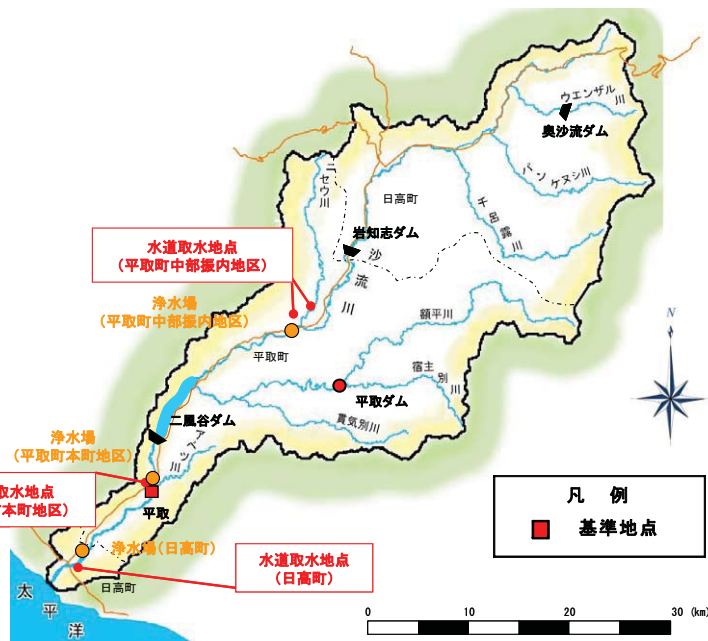 ウエンザル川
奥沙流ダム
パンケヌシ川
ニセウ川
日高町
千呂露川
水道取水地点
(平取町中部振内地区)
岩知志ダム
沙流川
浄水場
(平取町中部振内地区)
額平川
N
平取町
宿主別川
平取ダム
二風谷ダム
貫気別川
浄水場
(平取町本町地区)
取水地点
本町地区)
平取
凡 例
基準地点
浄水場(日高町)
水道取水地点
(日高町)
日高町
太平洋
0 10 20 30 (km)